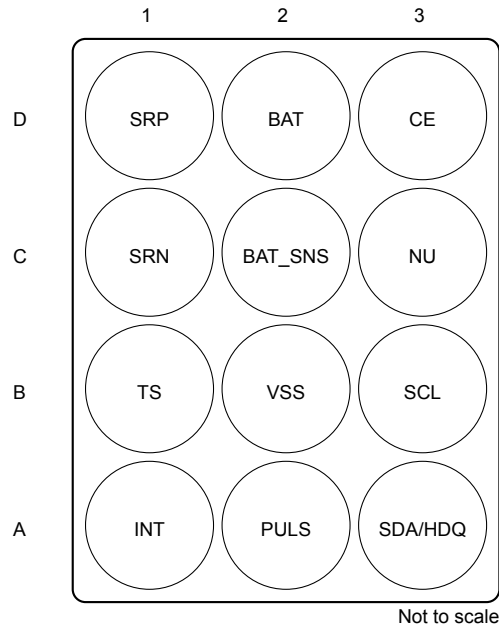 1 2 3
D SRP BAT CE
C SRN BAT_SNS NU
B TS VSS SCL
A INT PULS SDA/HDQ
Not to scale